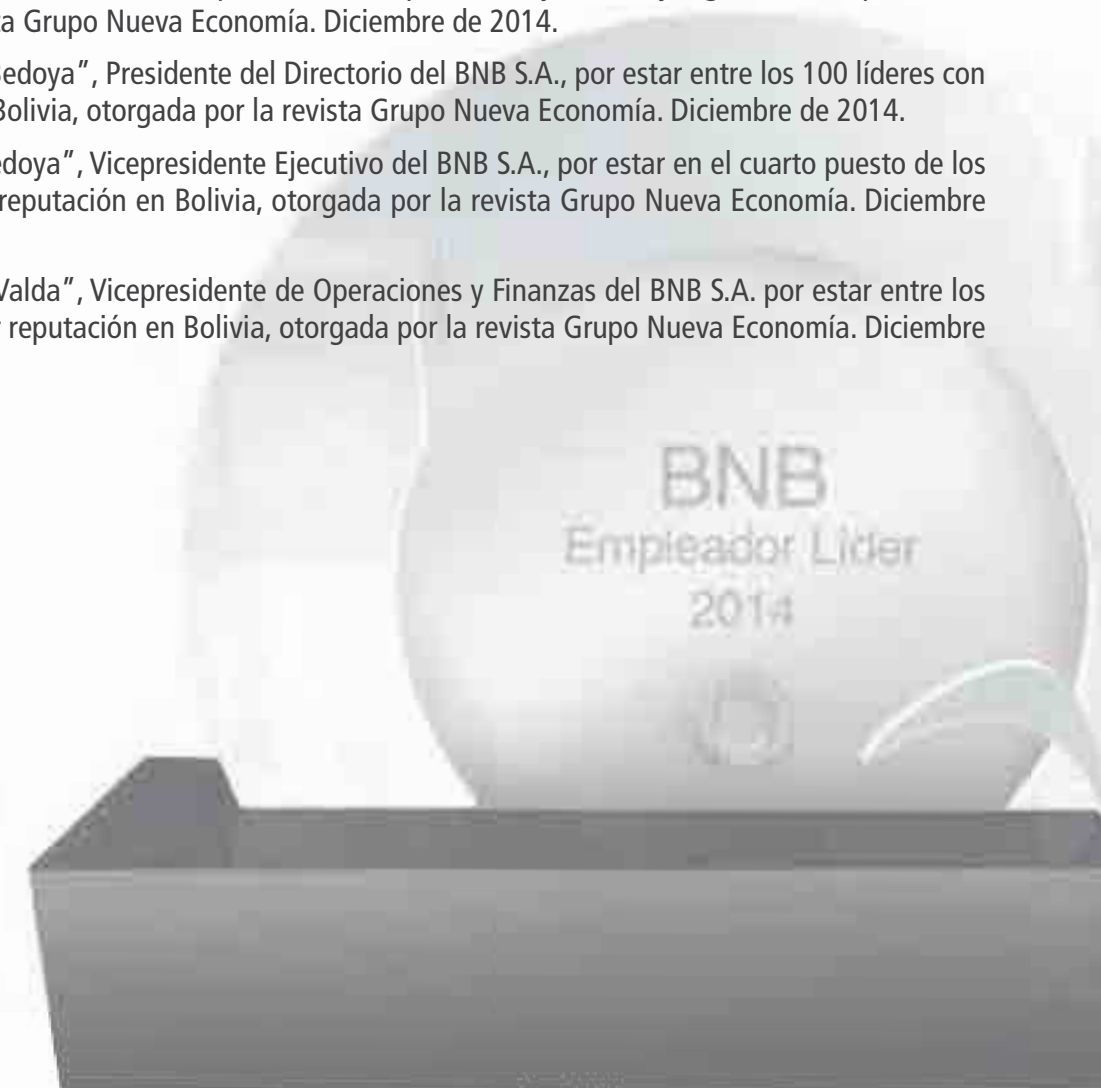 ta Grupo Nueva Economía. Diciembre de 2014.
Bedoya”, Presidente del Directorio del BNB S.A., por estar entre los 100 líderes con
Bolivia, otorgada por la revista Grupo Nueva Economía. Diciembre de 2014.
edoya”, Vicepresidente Ejecutivo del BNB S.A., por estar en el cuarto puesto de los
reputación en Bolivia, otorgada por la revista Grupo Nueva Economía. Diciembre
Valda”, Vicepresidente de Operaciones y Finanzas del BNB S.A. por estar entre los
r reputación en Bolivia, otorgada por la revista Grupo Nueva Economía. Diciembre
BNB
Empleador Líder
2014